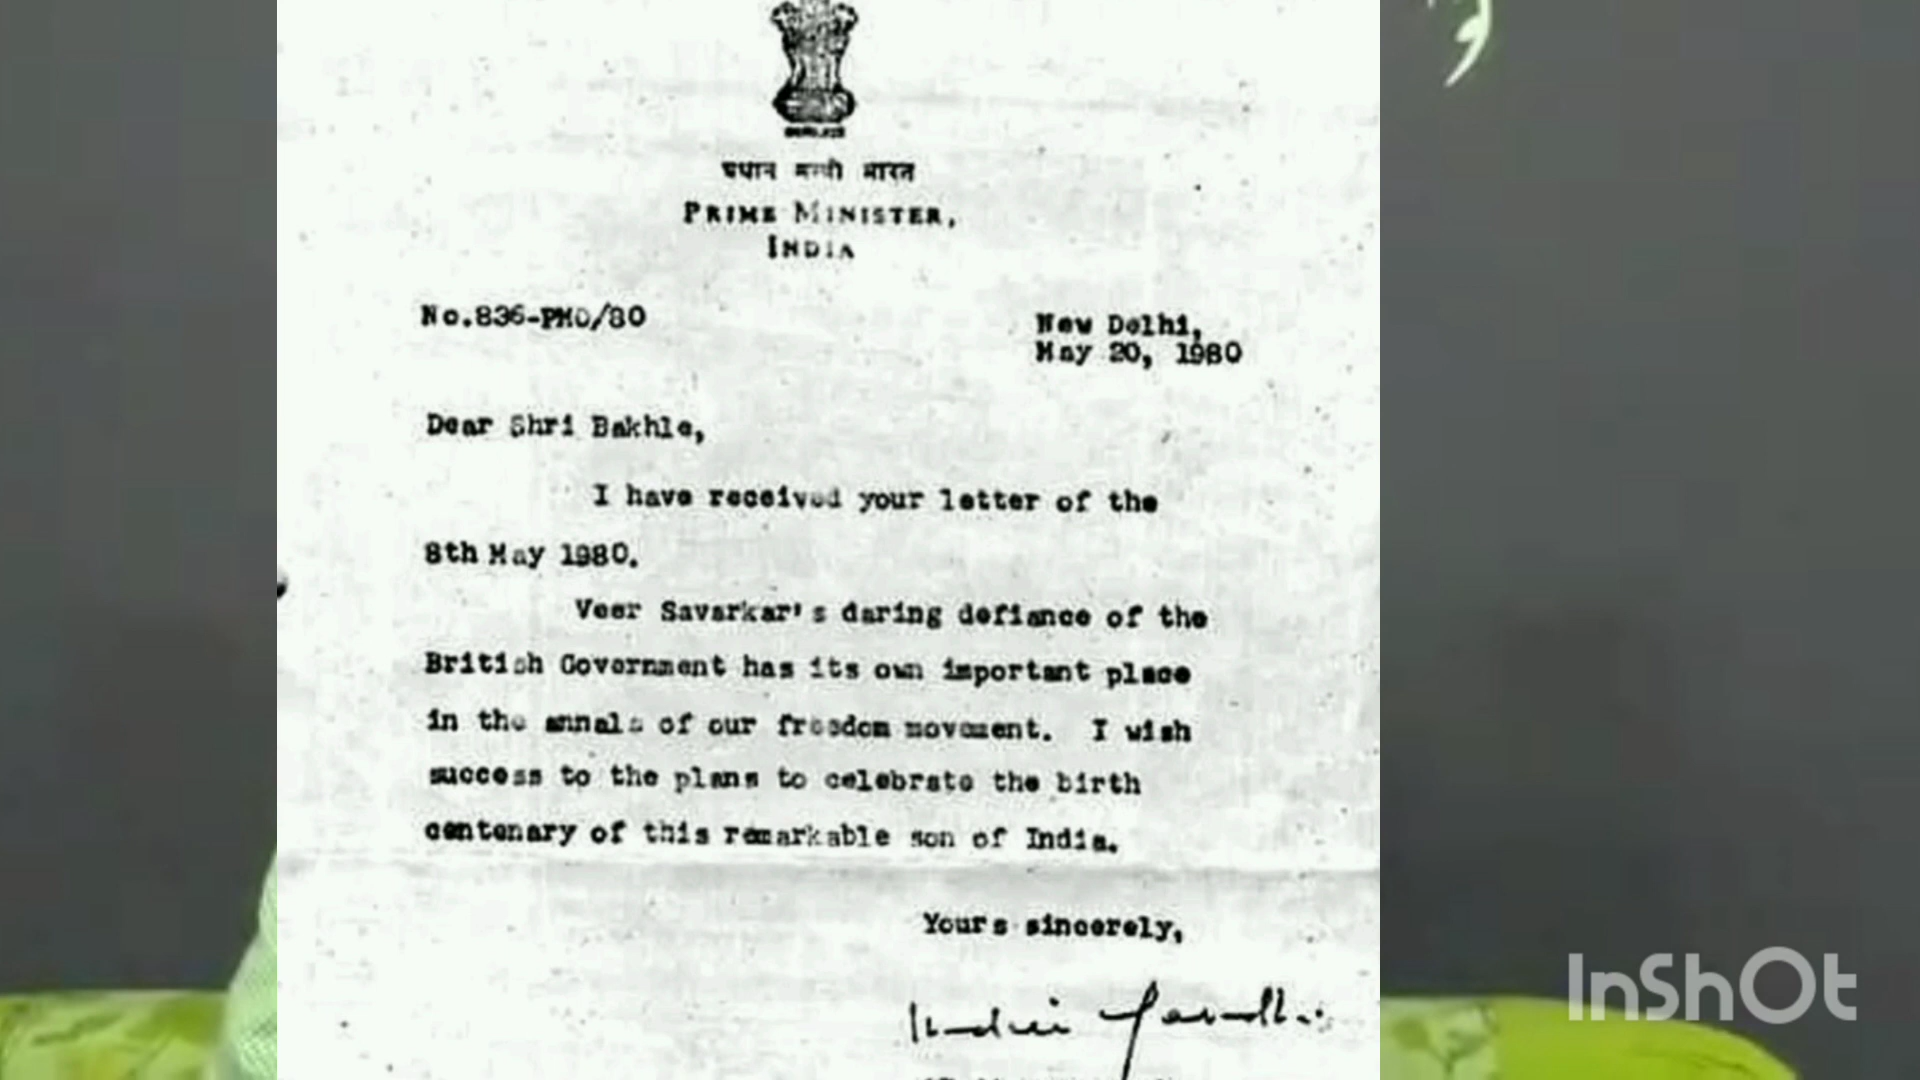 प्रधान मन्त्री भारत
PRIME MINISTER,
INDIA
No.836-PMO/80
New Delhi,
May 20, 1980
Dear Shri Bakhle,
I have received your letter of the
8th May 1980.
Veer Savarkar's daring defiance of the
British Government has its own important place
in the annals of our freedom movement. I wish
success to the plans to celebrate the birth
centenary of this remarkable son of India.
Yours sincerely,
Indira Gandhi
InShOt